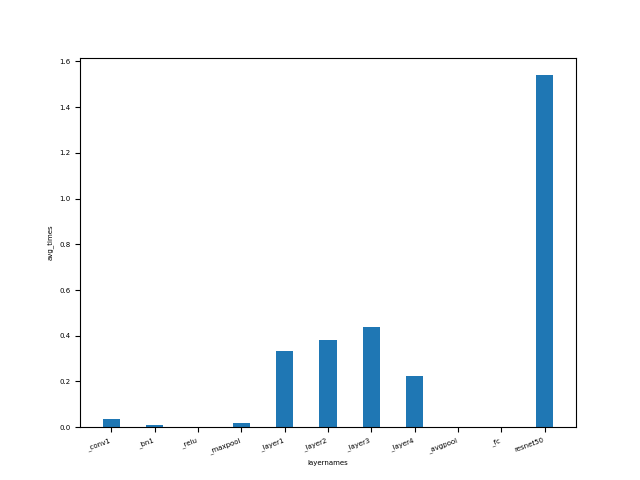 1.6
1.4
1.2
1.0
0.8
0.6
0.4
0.2
0.0
avg_times
_conv1
_bn1
_relu
_maxpool
_layer1
_layer2
_layer3
_layer4
_avgpool
_fc
resnet50
layernames